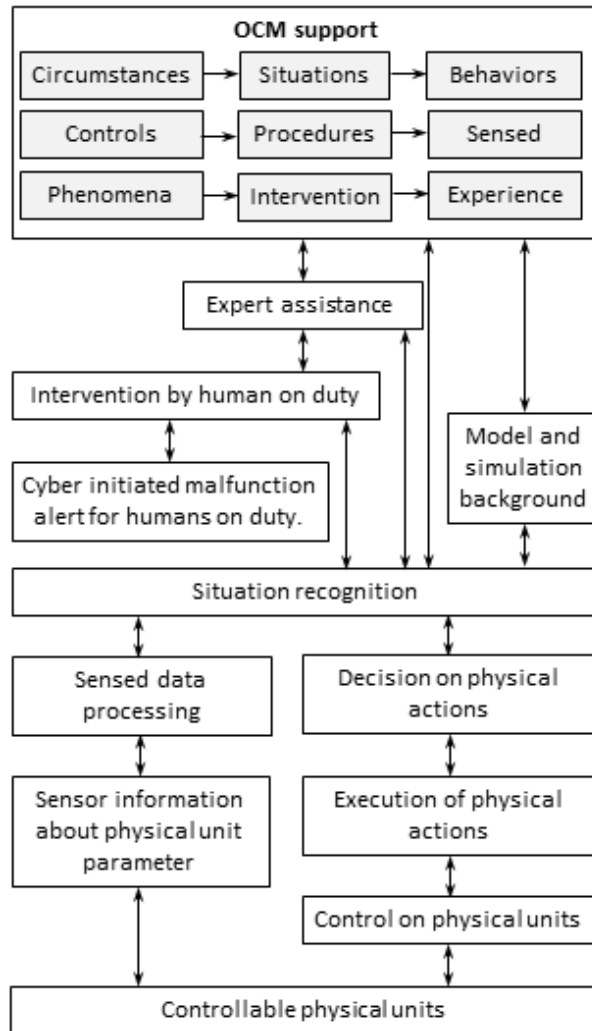 OCM support
Circumstances
Situations
Behaviors
Controls
Procedures
Sensed
Phenomena
Intervention
Experience
Expert assistance
Intervention by human on duty
Cyber initiated malfunction
alert for humans on duty.
Model and
simulation
background
Situation recognition
Sensed data
processing
Decision on physical
actions
Sensor information
about physical unit
parameter
Execution of physical
actions
Control on physical units
Controllable physical units